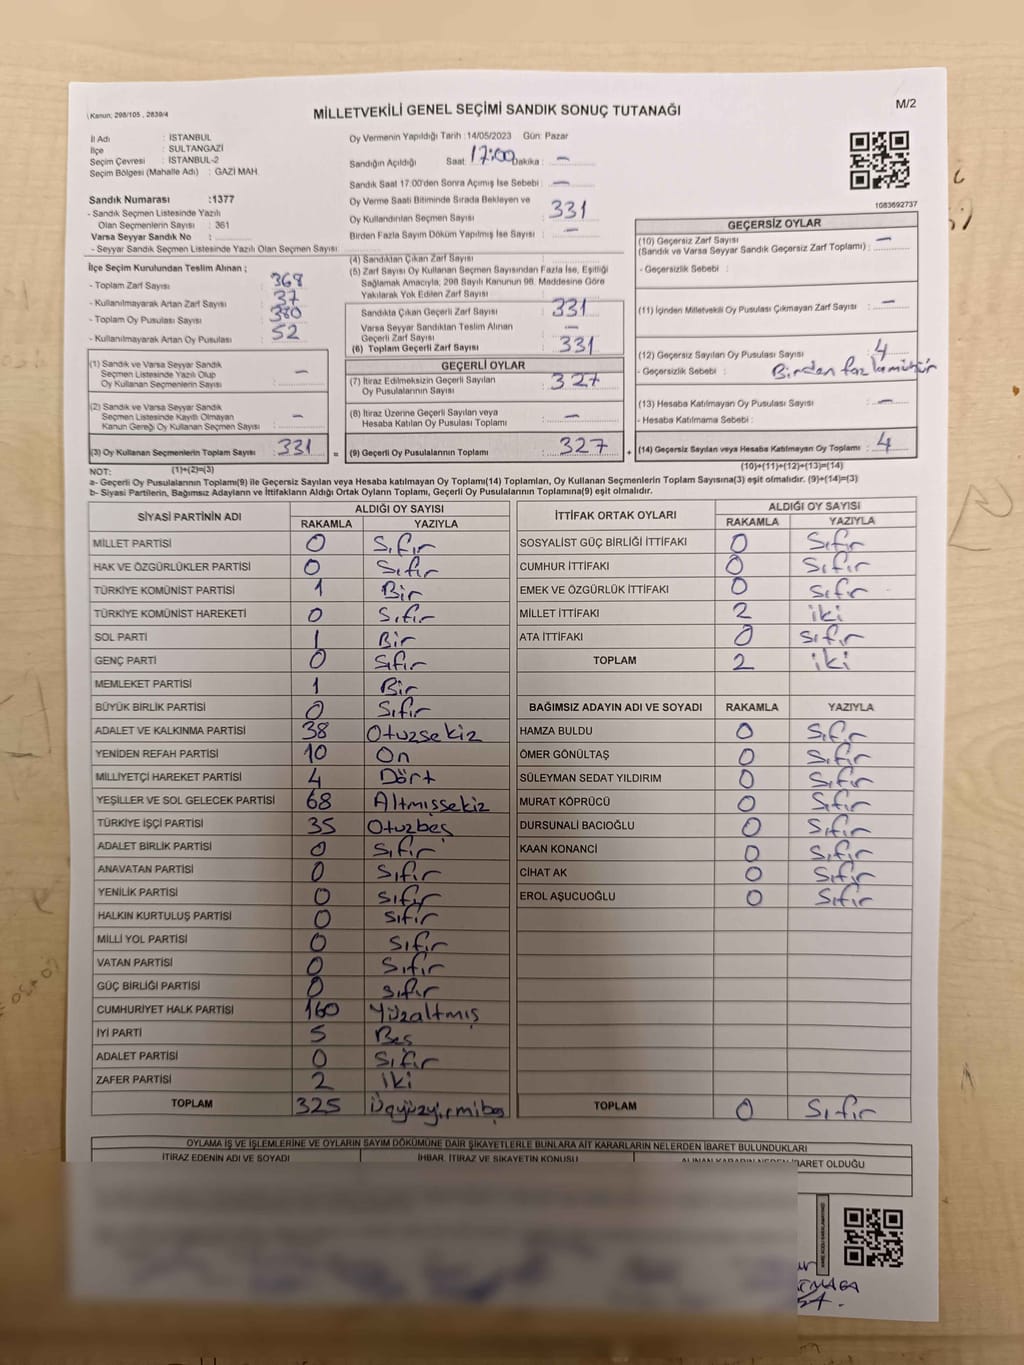 Kanun; 298/105 , 2839/4
MİLLETVEKİLİ GENEL SEÇİMİ SANDIK SONUÇ TUTANAĞI
M/2
İl Adı : İSTANBUL
İlçe : SULTANGAZİ
Seçim Çevresi : İSTANBUL-2
Seçim Bölgesi (Mahalle Adı) : GAZİ MAH.
Sandık Numarası :1377
- Sandık Seçmen Listesinde Yazılı
Olan Seçmenlerin Sayısı : 361
Varsa Seyyar Sandık No :
- Seyyar Sandık Seçmen Listesinde Yazılı Olan Seçmen Sayısı:
Oy Vermenin Yapıldığı Tarih :14/05/2023 Gün: Pazar
Sandığın Açıldığı Saat 17:00 Dakika : —
Sandık Saat 17:00'den Sonra Açımış İse Sebebi : —
Oy Verme Saati Bitiminde Sırada Bekleyen ve
Oy Kullandırılan Seçmen Sayısı : 331
Birden Fazla Sayım Döküm Yapılmış İse Sayısı : —
1083692737
İlçe Seçim Kurulundan Teslim Alınan ;
- Toplam Zarf Sayısı : 368
- Kullanılmayarak Artan Zarf Sayısı : 37
- Toplam Oy Pusulası Sayısı : 380
- Kullanılmayarak Artan Oy Pusulası : 52
(4) Sandıktan Çıkan Zarf Sayısı :
(5) Zarf Sayısı Oy Kullanan Seçmen Sayısından Fazla İse, Eşitliği
Sağlamak Amacıyla, 298 Sayılı Kanunun 98. Maddesine Göre
Yakılarak Yok Edilen Zarf Sayısı :
Sandıkta Çıkan Geçerli Zarf Sayısı : 331
Varsa Seyyar Sandıktan Teslim Alınan
Geçerli Zarf Sayısı : —
(6) Toplam Geçerli Zarf Sayısı : 331
GEÇERSİZ OYLAR
(10) Geçersiz Zarf Sayısı —
(Sandık ve Varsa Seyyar Sandık Geçersiz Zarf Toplamı) :
- Geçersizlik Sebebi :
(11) İçinden Milletvekili Oy Pusulası Çıkmayan Zarf Sayısı : —
(12) Geçersiz Sayılan Oy Pusulası Sayısı : 4
- Geçersizlik Sebebi : Birden fazla mühür
(13) Hesaba Katılmayan Oy Pusulası Sayısı : —
- Hesaba Katılmama Sebebi :
(14) Geçersiz Sayılan veya Hesaba Katılmayan Oy Toplamı : 4
(10)+(11)+(12)+(13)=(14)
(1) Sandık ve Varsa Seyyar Sandık
Seçmen Listesinde Yazılı Olup
Oy Kullanan Seçmenlerin Sayısı : —
(2) Sandık ve Varsa Seyyar Sandık
Seçmen Listesinde Kayıtlı Olmayan
Kanun Gereği Oy Kullanan Seçmen Sayısı : —
(3) Oy Kullanan Seçmenlerin Toplam Sayısı : 331 =
(1)+(2)=(3)
GEÇERLİ OYLAR
(7) İtiraz Edilmeksizin Geçerli Sayılan
Oy Pusulalarının Sayısı : 327
(8) İtiraz Üzerine Geçerli Sayılan veya
Hesaba Katılan Oy Pusulası Toplamı : —
(9) Geçerli Oy Pusulalarının Toplamı : 327 +
NOT:
a- Geçerli Oy Pusulalarının Toplamı(9) ile Geçersiz Sayılan veya Hesaba katılmayan Oy Toplamı(14) Toplamları, Oy Kullanan Seçmenlerin Toplam Sayısına(3) eşit olmalıdır. (9)+(14)=(3)
b- Siyasi Partilerin, Bağımsız Adayların ve İttifakların Aldığı Ortak Oyların Toplamı, Geçerli Oy Pusulalarının Toplamına(9) eşit olmalıdır.
SİYASİ PARTİNİN ADI ALDIĞI OY SAYISI
RAKAMLA YAZIYLA
MİLLET PARTİSİ 0 Sıfır
HAK VE ÖZGÜRLÜKLER PARTİSİ 0 Sıfır
TÜRKİYE KOMÜNİST PARTİSİ 1 Bir
TÜRKİYE KOMÜNİST HAREKETİ 0 Sıfır
SOL PARTİ 1 Bir
GENÇ PARTİ 0 Sıfır
MEMLEKET PARTİSİ 1 Bir
BÜYÜK BİRLİK PARTİSİ 0 Sıfır
ADALET VE KALKINMA PARTİSİ 38 Otuzsekiz
YENİDEN REFAH PARTİSİ 10 On
MİLLİYETÇİ HAREKET PARTİSİ 4 Dört
YEŞİLLER VE SOL GELECEK PARTİSİ 68 Altmışsekiz
TÜRKİYE İŞÇİ PARTİSİ 35 Otuzbeş
ADALET BİRLİK PARTİSİ 0 Sıfır
ANAVATAN PARTİSİ 0 Sıfır
YENİLİK PARTİSİ 0 Sıfır
HALKIN KURTULUŞ PARTİSİ 0 Sıfır
MİLLİ YOL PARTİSİ 0 Sıfır
VATAN PARTİSİ 0 Sıfır
GÜÇ BİRLİĞİ PARTİSİ 0 Sıfır
CUMHURİYET HALK PARTİSİ 160 Yüzaltmış
İYİ PARTİ 5 Beş
ADALET PARTİSİ 0 Sıfır
ZAFER PARTİSİ 2 İki
TOPLAM 325 Üçyüzyirmibeş
İTTİFAK ORTAK OYLARI ALDIĞI OY SAYISI
RAKAMLA YAZIYLA
SOSYALİST GÜÇ BİRLİĞİ İTTİFAKI 0 Sıfır
CUMHUR İTTİFAKI 0 Sıfır
EMEK VE ÖZGÜRLÜK İTTİFAKI 0 Sıfır
MİLLET İTTİFAKI 2 iki
ATA İTTİFAKI 0 sıfır
TOPLAM 2 iki
BAĞIMSIZ ADAYIN ADI VE SOYADI RAKAMLA YAZIYLA
HAMZA BULDU 0 Sıfır
ÖMER GÖNÜLTAŞ 0 Sıfır
SÜLEYMAN SEDAT YILDIRIM 0 Sıfır
MURAT KÖPRÜCÜ 0 Sıfır
DURSUNALİ BACIOĞLU 0 Sıfır
KAAN KONANCİ 0 Sıfır
CİHAT AK 0 Sıfır
EROL AŞUCUOĞLU 0 Sıfır
TOPLAM 0 Sıfır
OYLAMA İŞ VE İŞLEMLERİNE VE OYLARIN SAYIM DÖKÜMÜNE DAİR ŞİKAYETLERLE BUNLARA AİT KARARLARIN NELERDEN İBARET BULUNDUKLARI
İTİRAZ EDENİN ADI VE SOYADI İHBAR, İTİRAZ VE ŞİKAYETİN KONUSU ALINAN KARARIN NEDEN İBARET OLDUĞU